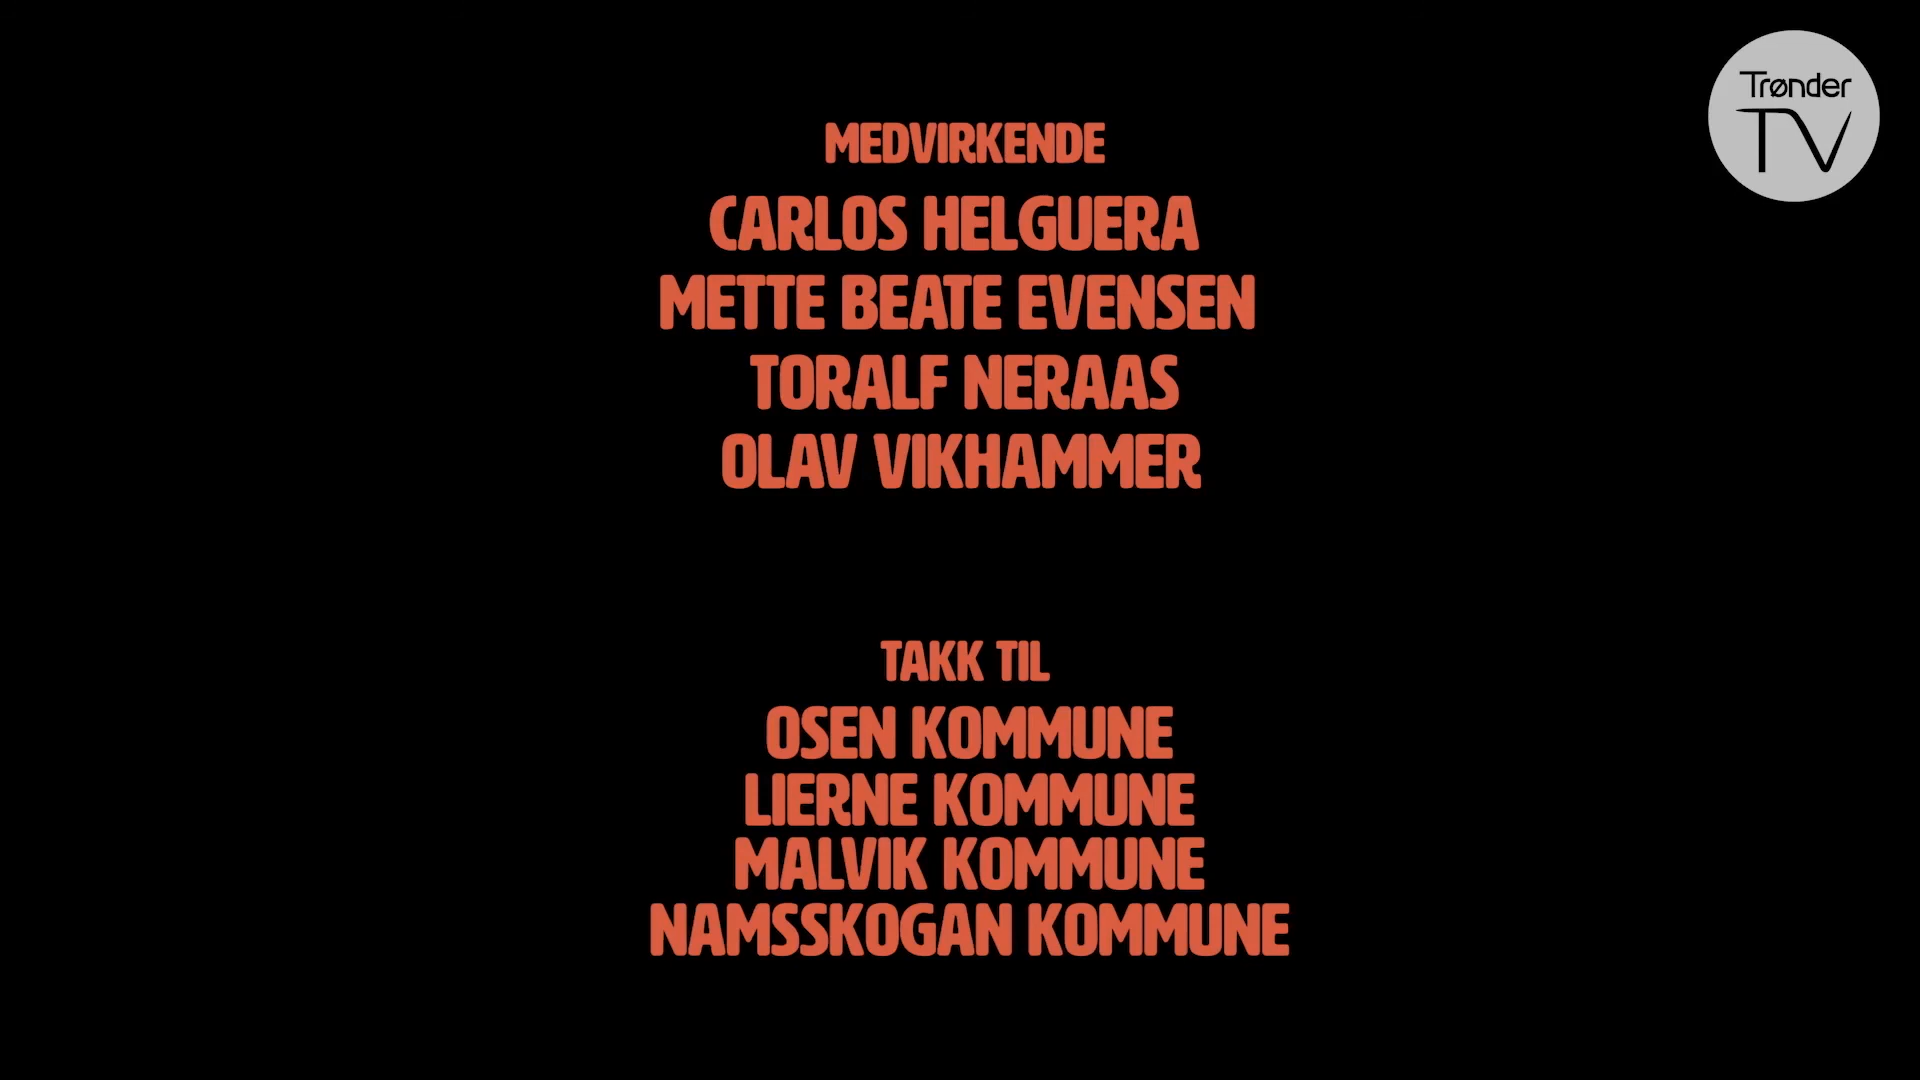 Trønder
TV
MEDVIRKENDE
CARLOS HELGUERA
METTE BEATE EVENSEN
TORALF NERAAS
OLAV VIKHAMMER
TAKK TIL
OSEN KOMMUNE
LIERNE KOMMUNE
MALVIK KOMMUNE
NAMSSKOGAN KOMMUNE